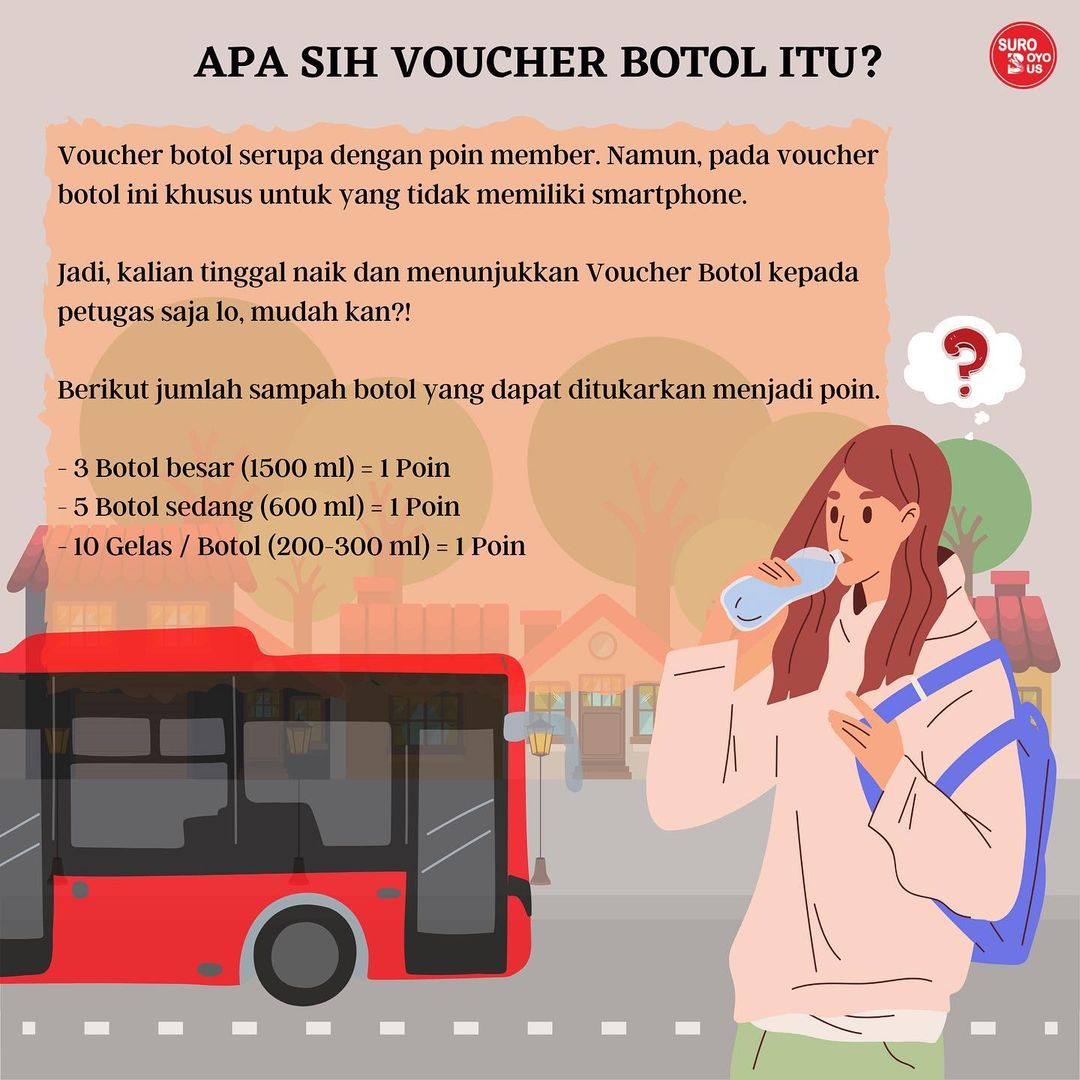 APA SIH VOUCHER BOTOL ITU?
SURO
BOYO
BUS
Voucher botol serupa dengan poin member. Namun, pada voucher
botol ini khusus untuk yang tidak memiliki smartphone.
Jadi, kalian tinggal naik dan menunjukkan Voucher Botol kepada
petugas saja lo, mudah kan?!
Berikut jumlah sampah botol yang dapat ditukarkan menjadi poin.
- 3 Botol besar (1500 ml) = 1 Poin
- 5 Botol sedang (600 ml) = 1 Poin
- 10 Gelas / Botol (200-300 ml) = 1 Poin
?